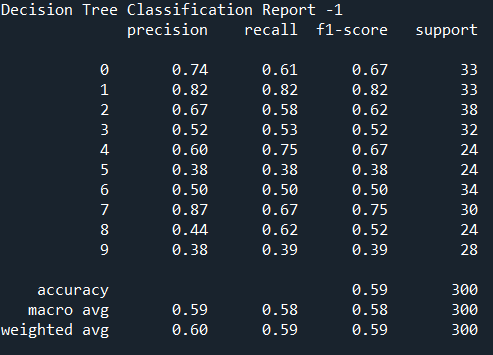 Decision Tree Classification Report -1
precision recall f1-score support
0 0.74 0.61 0.67 33
1 0.82 0.82 0.82 33
2 0.67 0.58 0.62 38
3 0.52 0.53 0.52 32
4 0.60 0.75 0.67 24
5 0.38 0.38 0.38 24
6 0.50 0.50 0.50 34
7 0.87 0.67 0.75 30
8 0.44 0.62 0.52 24
9 0.38 0.39 0.39 28
accuracy 0.59 300
macro avg 0.59 0.58 0.58 300
weighted avg 0.60 0.59 0.59 300